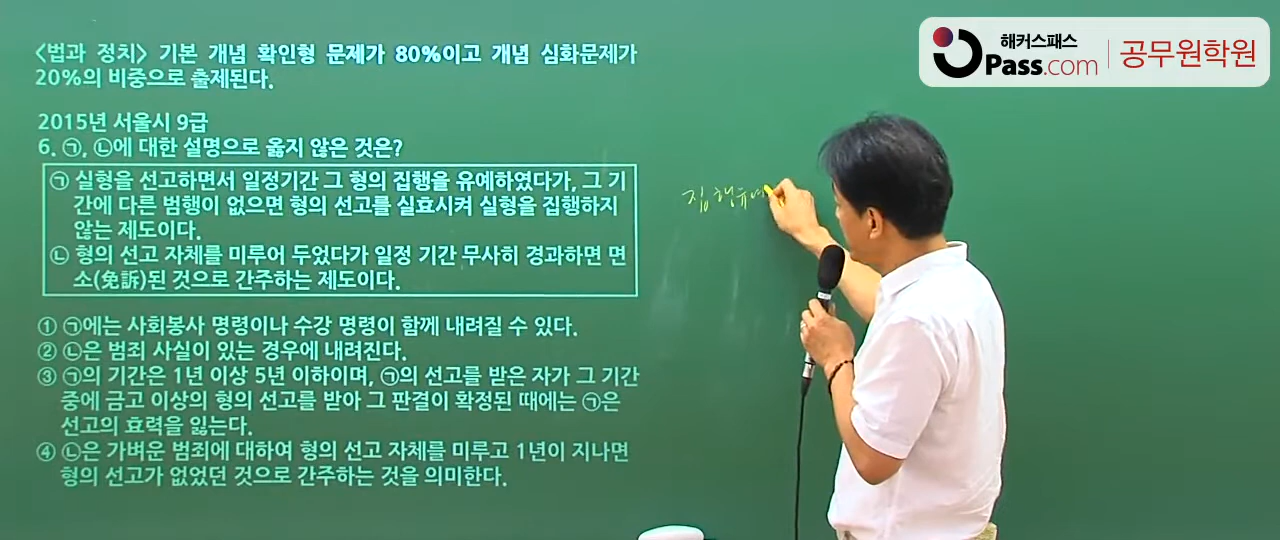 해커스패스
Pass.com 공무원학원
<법과 정치> 기본 개념 확인형 문제가 80%이고 개념 심화문제가
20%의 비중으로 출제된다.
2015년 서울시 9급
6. ㉠, ㉡에 대한 설명으로 옳지 않은 것은?
㉠ 실형을 선고하면서 일정기간 그 형의 집행을 유예하였다가, 그 기
간에 다른 범행이 없으면 형의 선고를 실효시켜 실형을 집행하지
않는 제도이다.
㉡ 형의 선고 자체를 미루어 두었다가 일정 기간 무사히 경과하면 면
소(免訴)된 것으로 간주하는 제도이다.
① ㉠에는 사회봉사 명령이나 수강 명령이 함께 내려질 수 있다.
② ㉡은 범죄 사실이 있는 경우에 내려진다.
③ ㉠의 기간은 1년 이상 5년 이하이며, ㉠의 선고를 받은 자가 그 기간
중에 금고 이상의 형의 선고를 받아 그 판결이 확정된 때에는 ㉠은
선고의 효력을 잃는다.
④ ㉡은 가벼운 범죄에 대하여 형의 선고 자체를 미루고 1년이 지나면
형의 선고가 없었던 것으로 간주하는 것을 의미한다.
집행유예